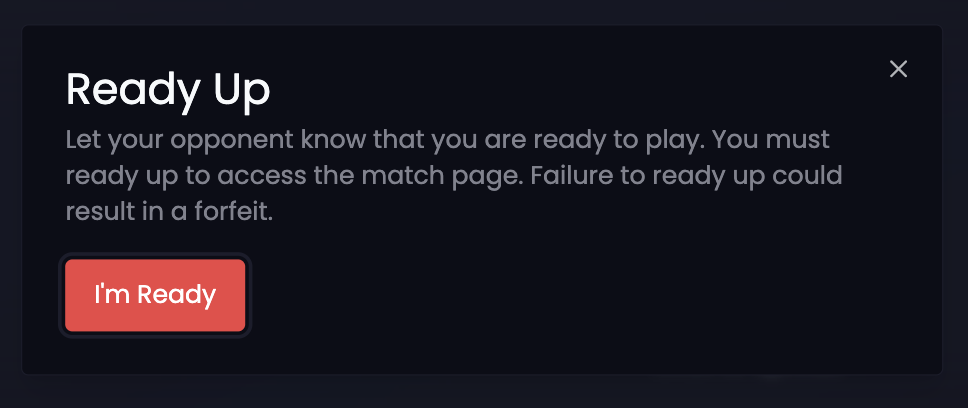 Ready Up
Let your opponent know that you are ready to play. You must
ready up to access the match page. Failure to ready up could
result in a forfeit.
I'm Ready